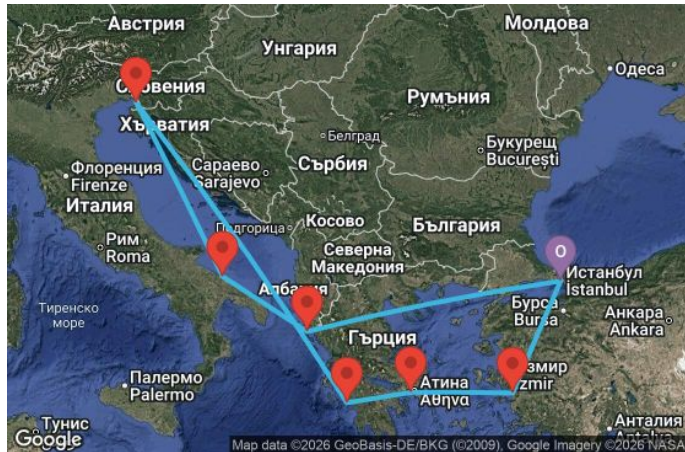 Австрия
Молдова
Унгария
Одеса
Словения
Румъния
Хърватия
Белград
Букурещ
Bucureşti
Флоренция
Firenze
Сараево
Sarajevo
Сърбия
Италия
Подгорица
Косово
България
Рим
Roma
Северна
Македония
O
Истанбул
İstanbul
Албания
Тиренско
море
Бурса
Bursa
Анкара
Ankara
Гърция
Палермо
Palermo
Атина
Αθήνα
Измир
Izmir
Тунис
Анталия
Google
Map data ©2026 GeoBasis-DE/BKG (©2009), Google Imagery ©2026 NASA